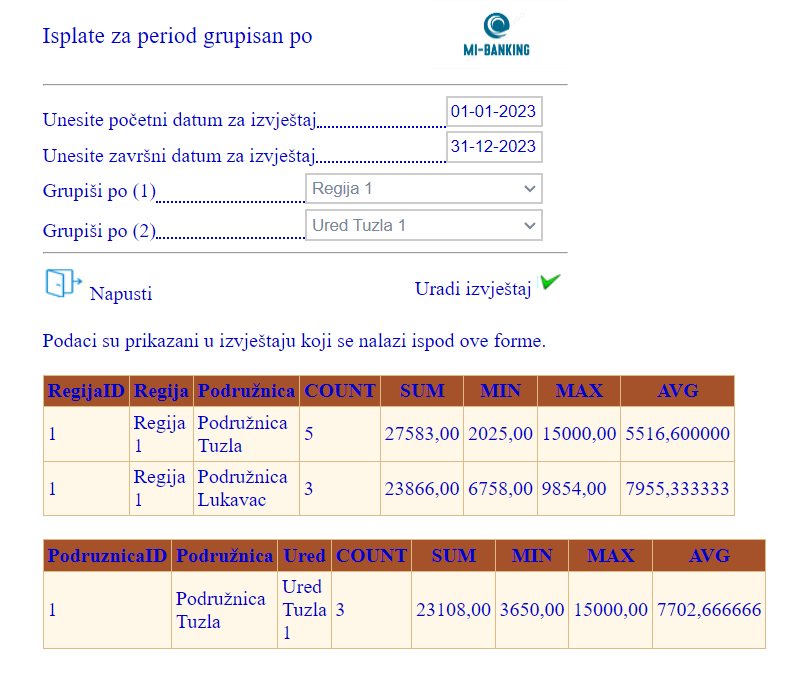 Isplate za period grupisan po
MI-BANKING
Unesite početni datum za izvještaj 01-01-2023
Unesite završni datum za izvještaj 31-12-2023
Grupiši po (1) Regija 1
Grupiši po (2) Ured Tuzla 1
Napusti Uradi izvještaj
Podaci su prikazani u izvještaju koji se nalazi ispod ove forme.
RegijaID Regija Područnica COUNT SUM MIN MAX AVG
1 Regija 1 Podružnica Tuzla 5 27583,00 2025,00 15000,00 5516,600000
1 Regija 1 Podružnica Lukavac 3 23866,00 6758,00 9854,00 7955,333333
PodruznicaID Podružnica Ured COUNT SUM MIN MAX AVG
1 Podružnica Tuzla Ured Tuzla 1 3 23108,00 3650,00 15000,00 7702,666666